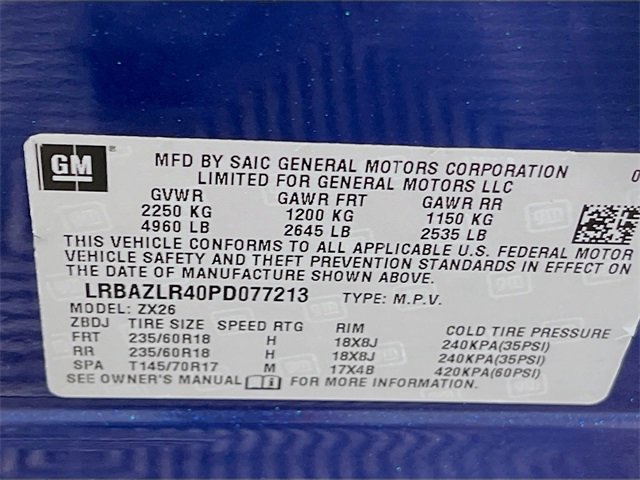 GM ® MFD BY SAIC GENERAL MOTORS CORPORATION 0
LIMITED FOR GENERAL MOTORS LLC
GVWR GAWR FRT GAWR RR
2250 KG 1200 KG 1150 KG
4960 LB 2645 LB 2535 LB
THIS VEHICLE CONFORMS TO ALL APPLICABLE U.S. FEDERAL MOTOR
VEHICLE SAFETY AND THEFT PREVENTION STANDARDS IN EFFECT ON
THE DATE OF MANUFACTURE SHOWN ABOVE.
LRBAZLR40PD077213 TYPE: M.P.V.
MODEL: ZX26
ZBDJ TIRE SIZE SPEED RTG RIM COLD TIRE PRESSURE
FRT 235/60R18 H 18X8J 240KPA(35PSI)
RR 235/60R18 H 18X8J 240KPA(35PSI)
SPA T145/70R17 M 17X4B 420KPA(60PSI)
SEE OWNER'S MANUAL FOR MORE INFORMATION.